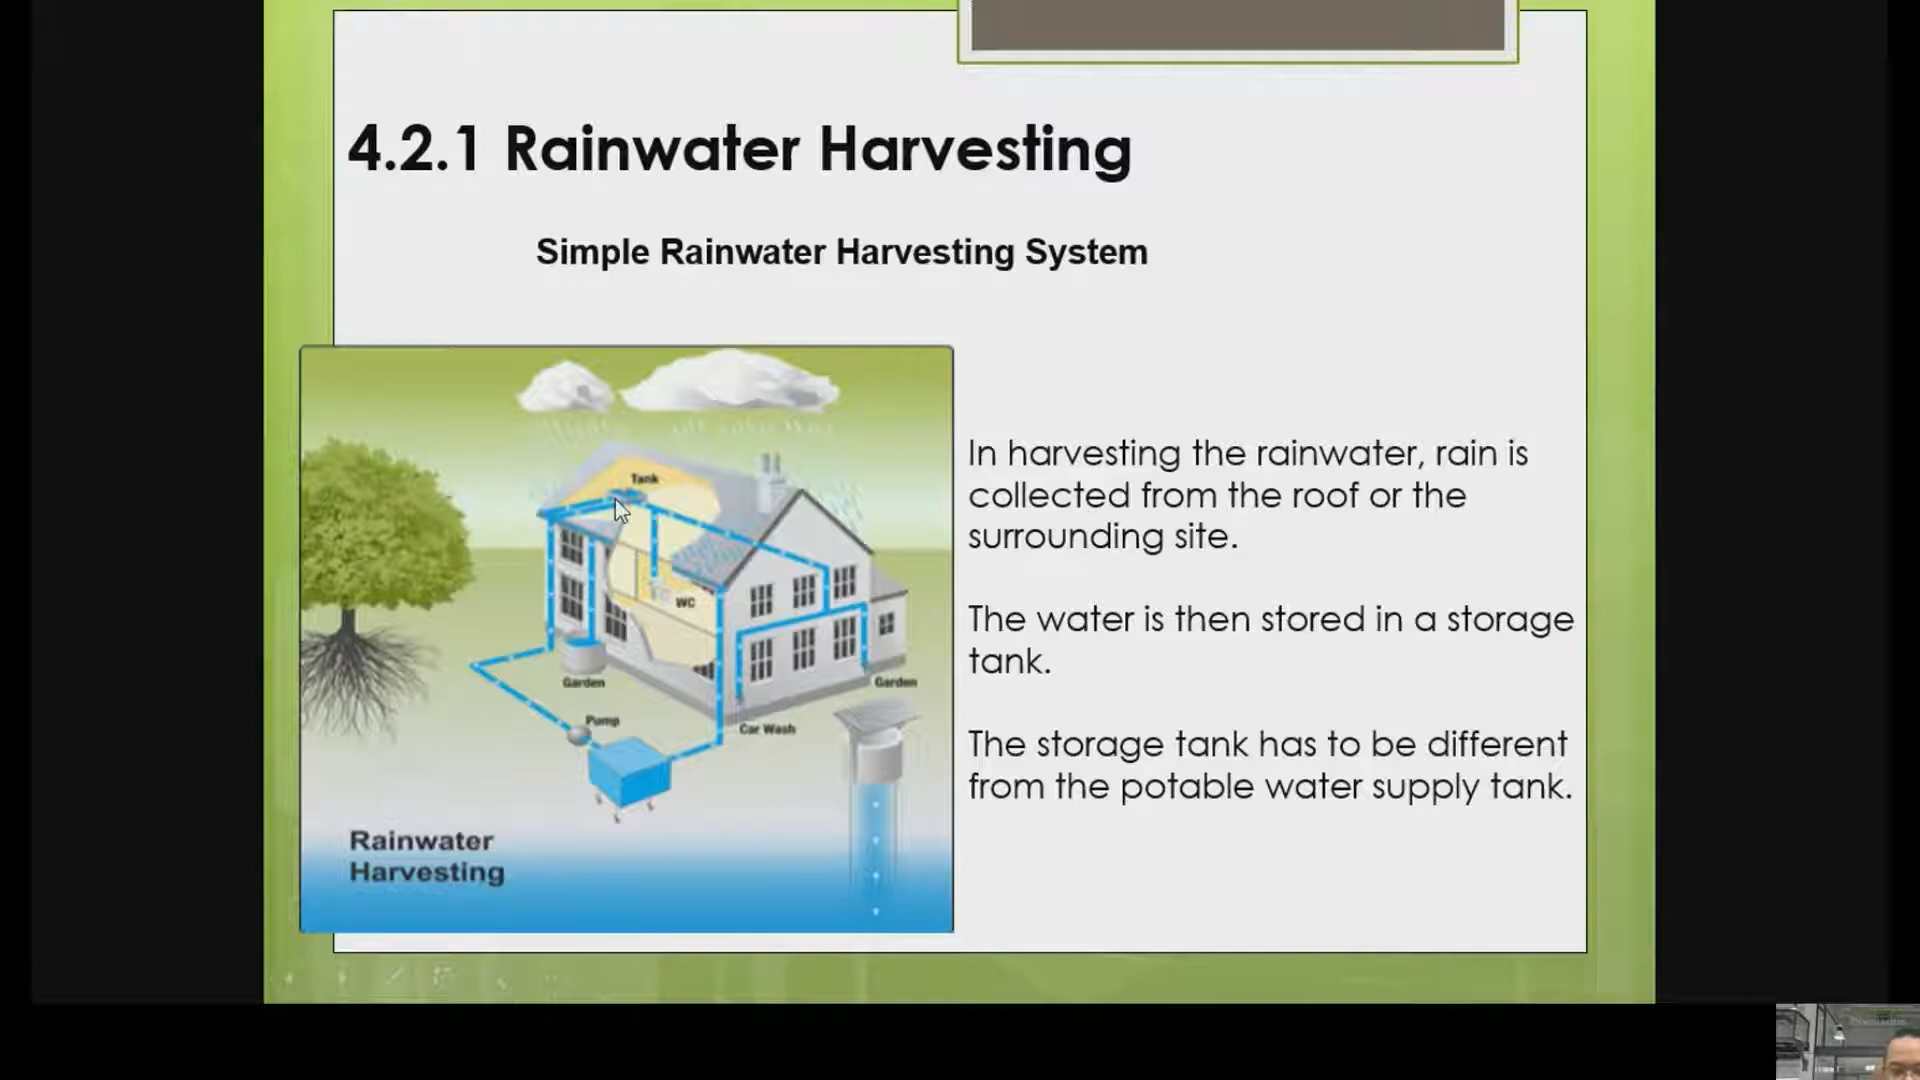 4.2.1 Rainwater Harvesting
Simple Rainwater Harvesting System
Tank
WC
Garden
Garden
Pump
Car Wash
Rainwater
Harvesting
In harvesting the rainwater, rain is
collected from the roof or the
surrounding site.
The water is then stored in a storage
tank.
The storage tank has to be different
from the potable water supply tank.